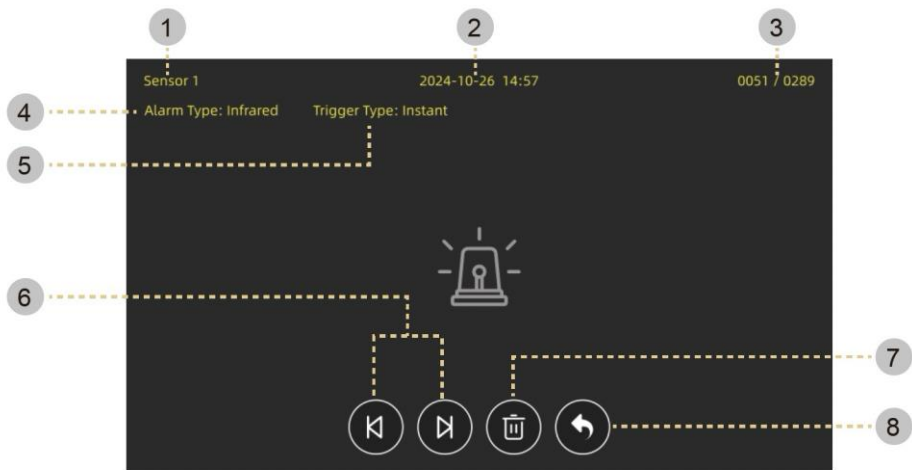 1 2 3
Sensor 1 2024-10-26 14:57 0051 / 0289
4 Alarm Type: Infrared Trigger Type: Instant
5
6
7
8